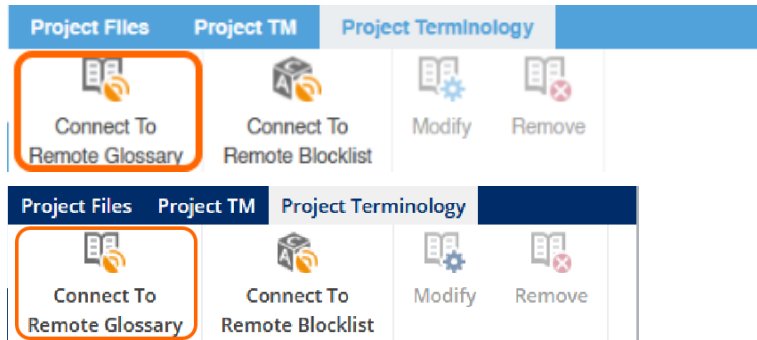 Project Files Project TM Project Terminology
Connect To Connect To Modify Remove
Remote Glossary Remote Blocklist
Project Files Project TM Project Terminology
Connect To Connect To Modify Remove
Remote Glossary Remote Blocklist